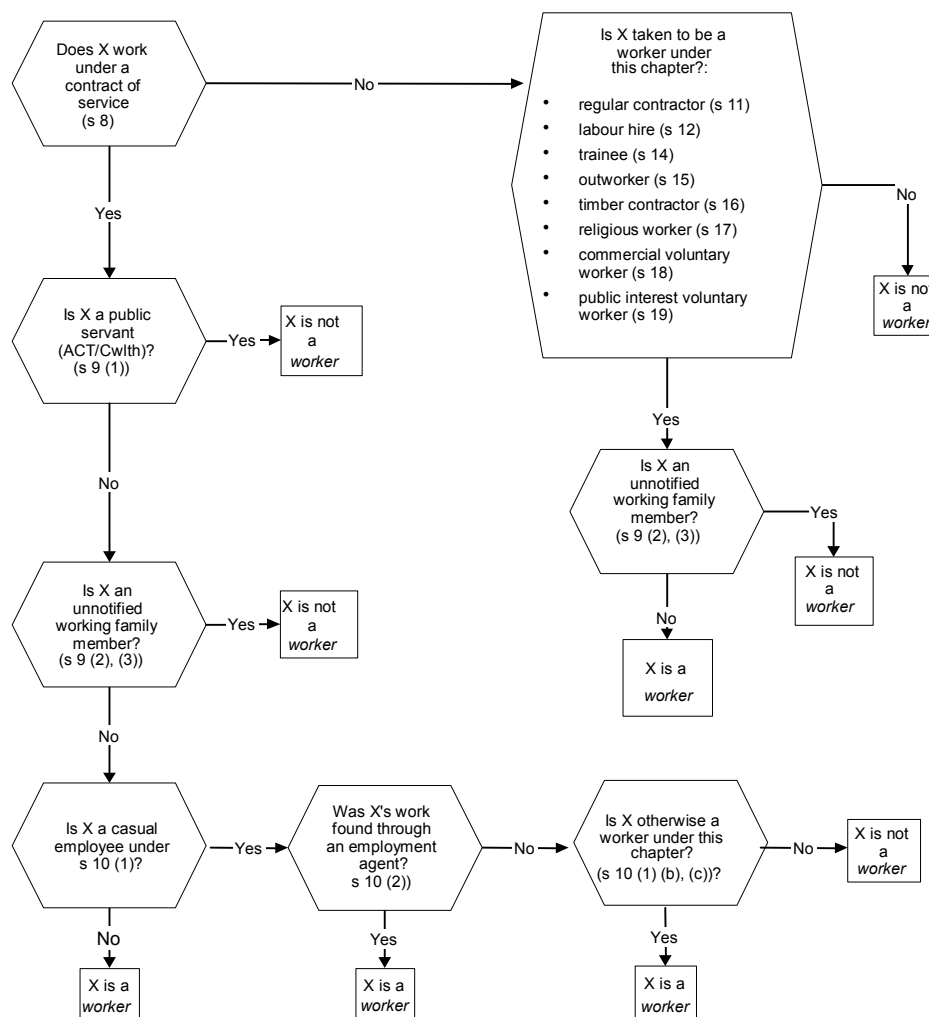 Does X work
under a
contract of
service
(s 8)
No
Is X taken to be a
worker under
this chapter?:
• regular contractor (s 11)
• labour hire (s 12)
• trainee (s 14)
• outworker (s 15)
• timber contractor (s 16)
• religious worker (s 17)
• commercial voluntary
worker (s 18)
• public interest voluntary
worker (s 19)
No
X is not
a
worker
Yes
Is X a public
servant
(ACT/Cwlth)?
(s 9 (1))
Yes
X is not
a
worker
Yes
Is X an
unnotified
working family
member?
(s 9 (2), (3))
Yes
X is not
a
worker
No
X is a
worker
No
Is X an
unnotified
working family
member?
(s 9 (2), (3))
Yes
X is not
a
worker
No
Is X a casual
employee under
s 10 (1)?
Yes
Was X's work
found through
an employment
agent?
s 10 (2))
No
Is X otherwise a
worker under this
chapter?
(s 10 (1) (b), (c))?
No
X is not
a
worker
No
X is a
worker
Yes
X is a
worker
Yes
X is a
worker